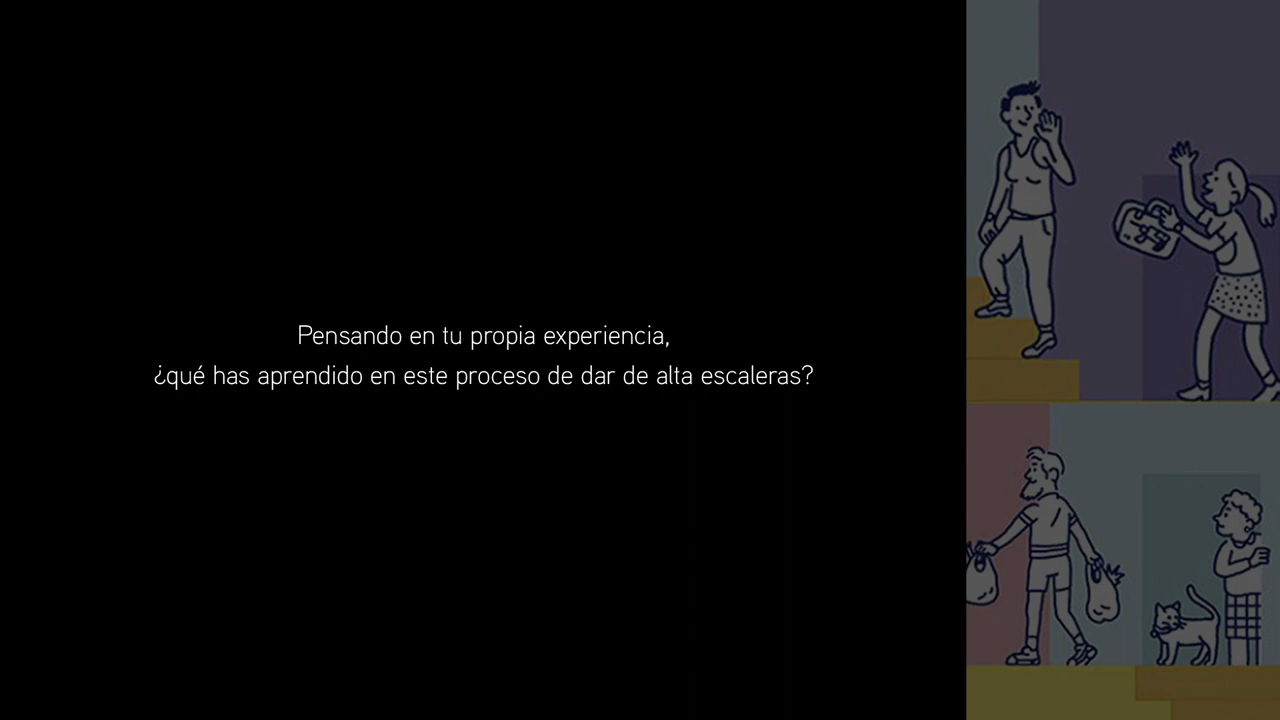 Pensando en tu propia experiencia,
¿qué has aprendido en este proceso de dar de alta escaleras?